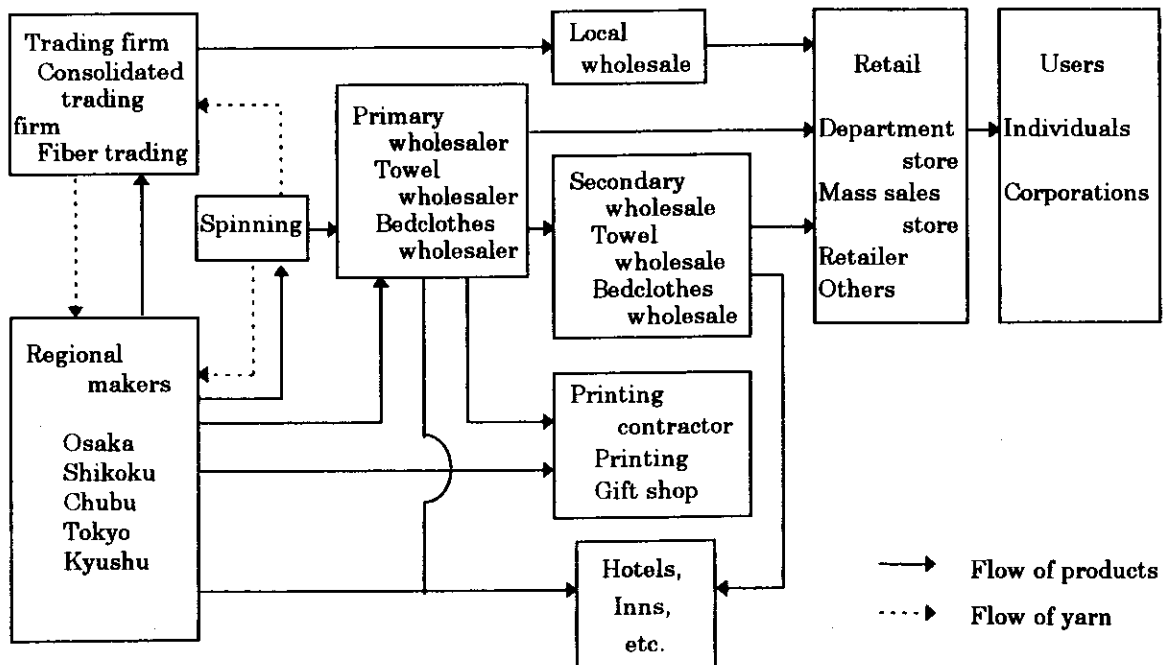 Trading firm
Consolidated
trading
firm
Fiber trading
Local
wholesale
Retail
Department
store
Mass sales
store
Retailer
Others
Users
Individuals
Corporations
Primary
wholesaler
Towel
wholesaler
Bedclothes
wholesaler
Spinning
Secondary
wholesale
Towel
wholesale
Bedclothes
wholesale
Regional
makers
Osaka
Shikoku
Chubu
Tokyo
Kyushu
Printing
contractor
Printing
Gift shop
Hotels,
Inns,
etc.
Flow of products
Flow of yarn